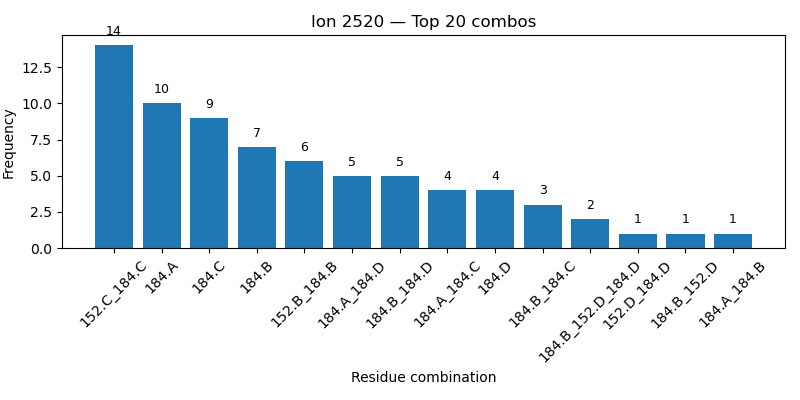 Ion 2520 — Top 20 combos
Frequency
12.5
10.0
7.5
5.0
2.5
0.0
14
10
9
7
6
5
5
4
4
3
2
1
1
1
152.C_184.C
184.A
184.C
184.B
152.B_184.B
184.A_184.D
184.B_184.D
184.A_184.C
184.D
184.B_184.C
184.B_152.D_184.D
152.D_184.D
184.B_152.D
184.A_184.B
Residue combination